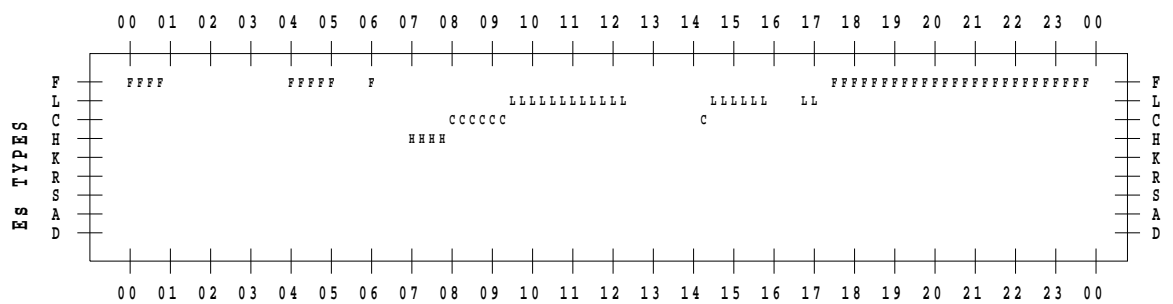 00 01 02 03 04 05 06 07 08 09 10 11 12 13 14 15 16 17 18 19 20 21 22 23 00
F FFFF FFFFF F FFFFFFFFFFFFFFFFFFFFFFFFFF F
L LLLLLLLLLLLL LLLLLL LL L
C CCCCCC C C
H HHHH H
K K
R R
S S
A A
D D
Es TYPES
00 01 02 03 04 05 06 07 08 09 10 11 12 13 14 15 16 17 18 19 20 21 22 23 00